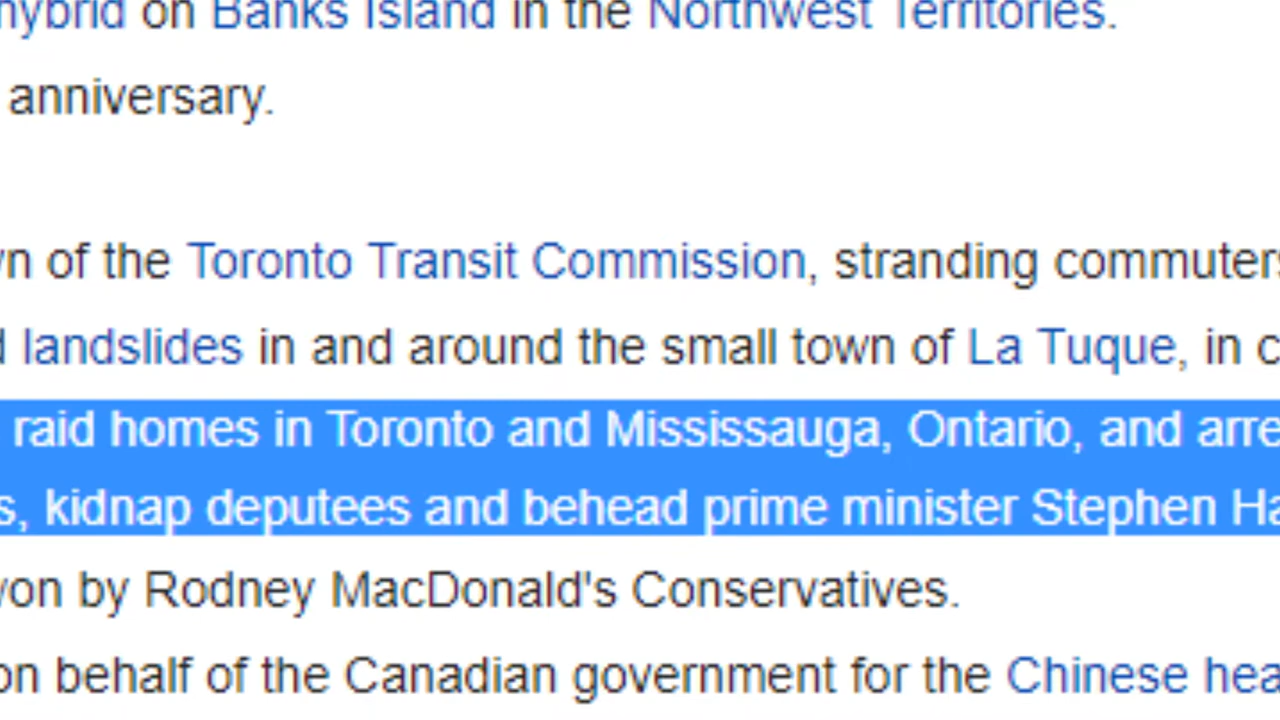 hybrid on Banks Island in the Northwest Territories.
anniversary.
of the Toronto Transit Commission, stranding commuters
landslides in and around the small town of La Tuque, in
raid homes in Toronto and Mississauga, Ontario, and
kidnap deputees and behead prime minister Stephen
by Rodney MacDonald's Conservatives.
on behalf of the Canadian government for the Chinese